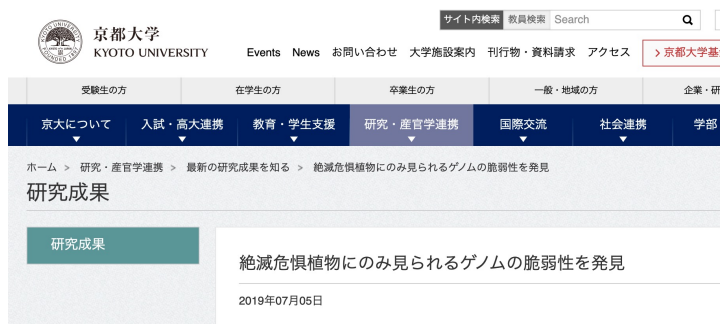 サイト内検索 教員検索 Search
京都大学
KYOTO UNIVERSITY
Events News お問い合わせ 大学施設案内 刊行物・資料請求 アクセス > 京都大学基
受験生の方 在学生の方 卒業生の方 一般・地域の方 企業・研
京大について 入試・高大連携 教育・学生支援 研究・産官学連携 国際交流 社会連携 学部
ホーム > 研究・産官学連携 > 最新の研究成果を知る > 絶滅危惧植物にのみ見られるゲノムの脆弱性を発見
研究成果
研究成果
絶滅危惧植物にのみ見られるゲノムの脆弱性を発見
2019年07月05日